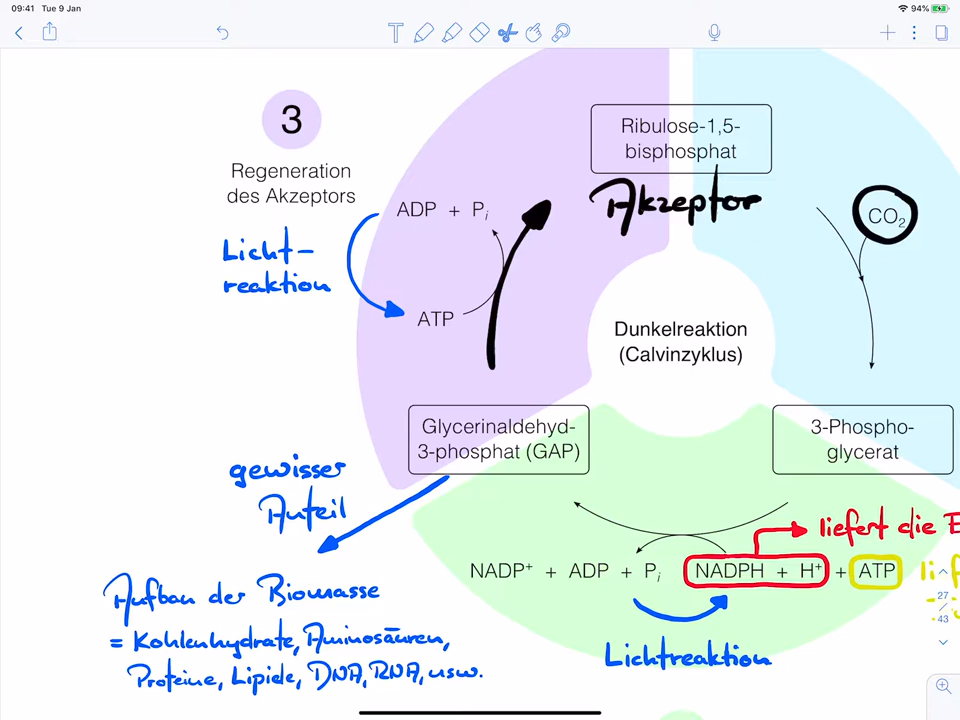 09:41 Tue 9 Jan
94%
3
Regeneration
des Akzeptors
Ribulose-1,5-
bisphosphat
Akzeptor
ADP + Pi
CO2
Licht-
reaktion
ATP
Dunkelreaktion
(Calvinzyklus)
Glycerinaldehyd-
3-phosphat (GAP)
3-Phospho-
glycerat
gewisser
Anteil
liefert die E
NADP+ + ADP + Pi
NADPH + H+ + ATP
27
/
43
Lichtreaktion
Aufbau der Biomasse
= Kohlenhydrate, Aminosäuren,
Proteine, Lipide, DNA, RNA, usw.